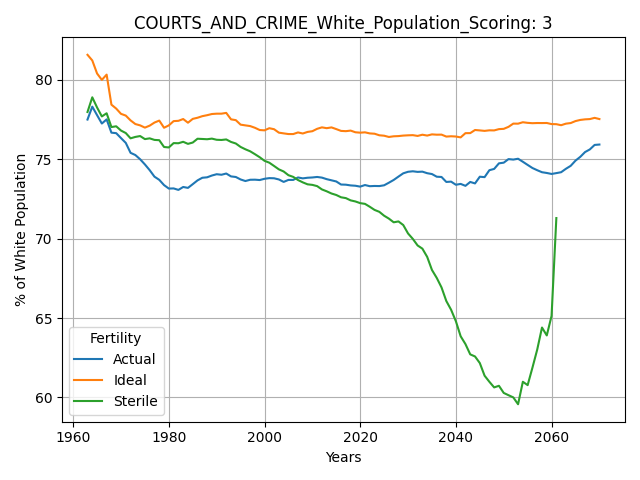 COURTS_AND_CRIME_White_Population_Scoring: 3
% of White Population
80
75
70
65
60
Fertility
Actual
Ideal
Sterile
1960
1980
2000
2020
2040
2060
Years